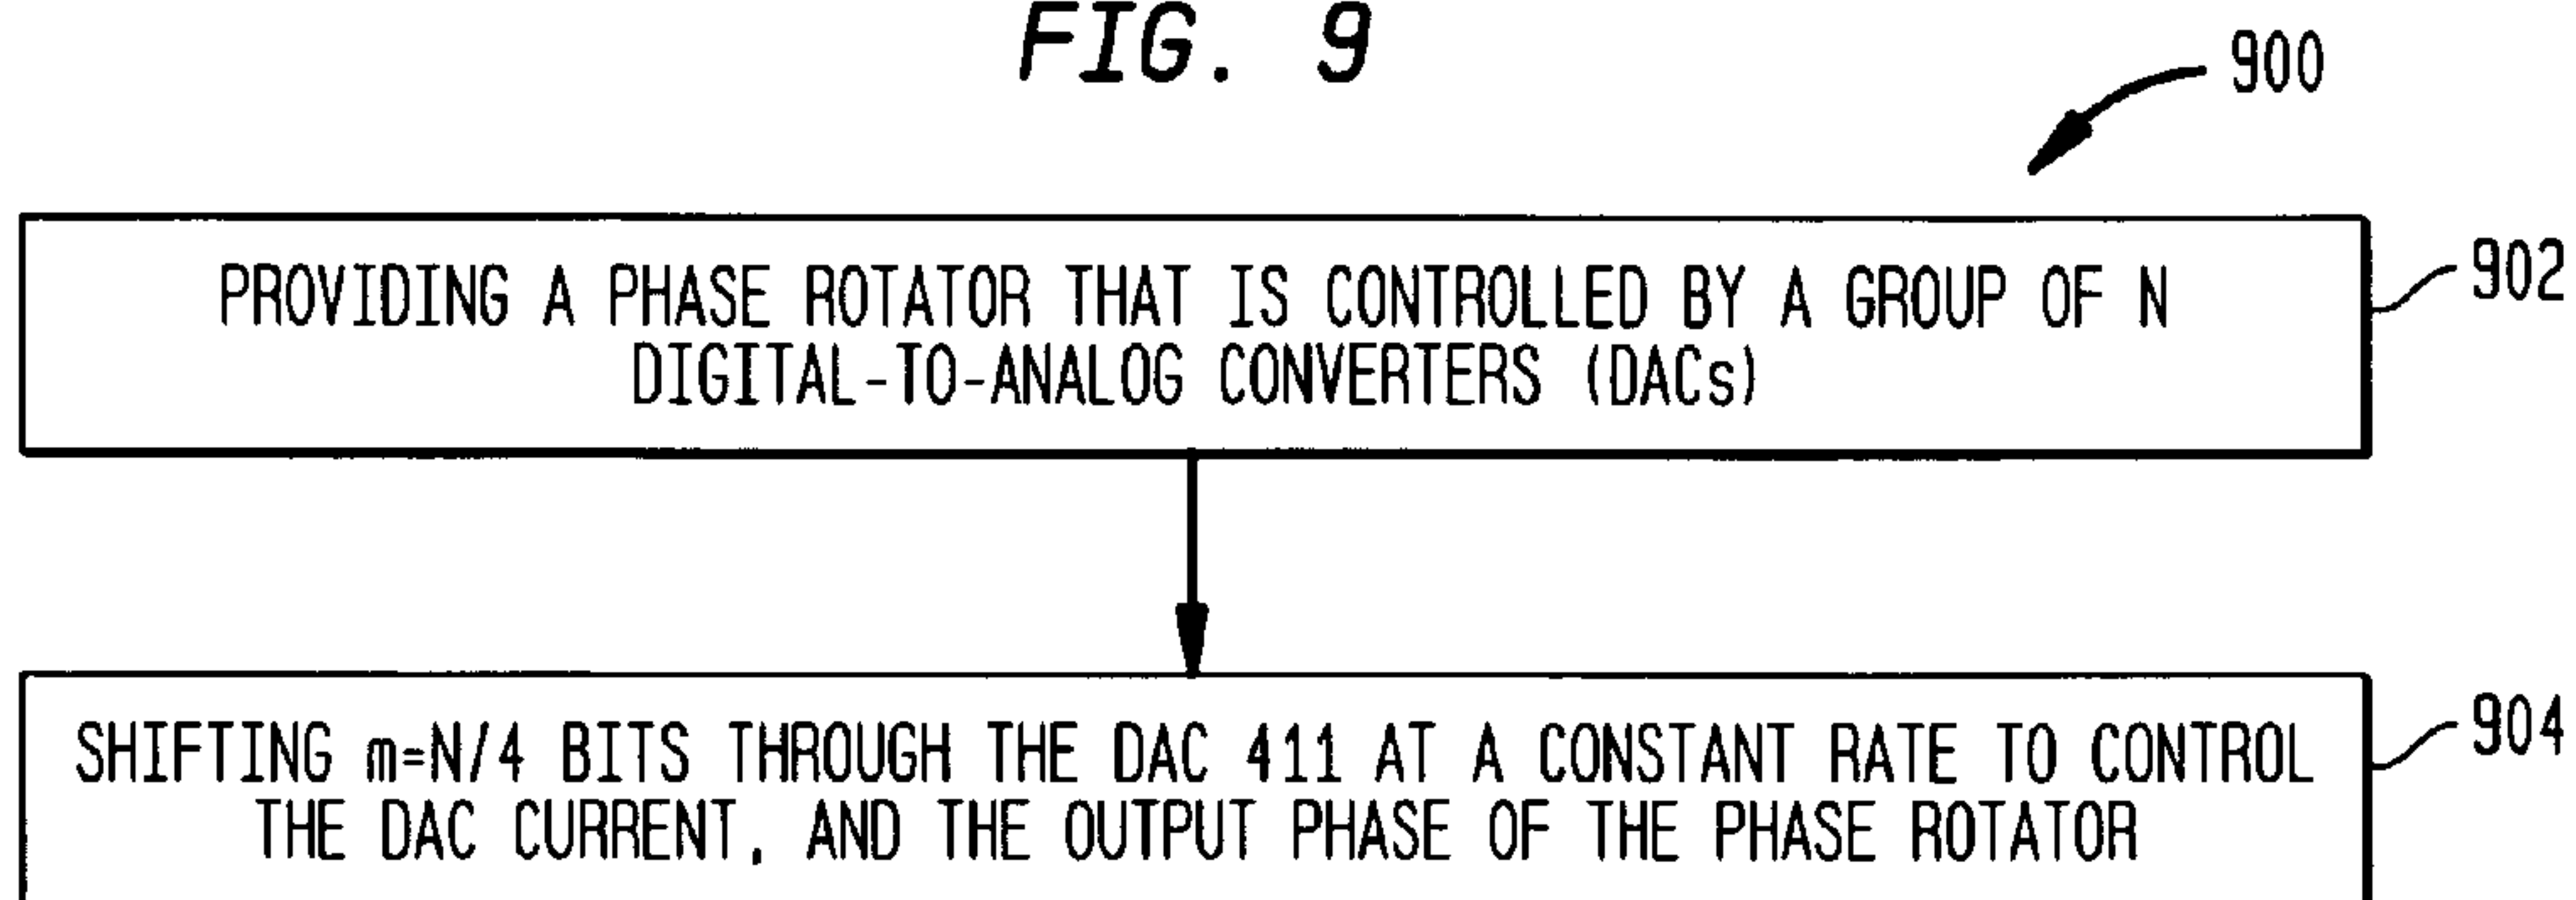 FIG. 9
900
PROVIDING A PHASE ROTATOR THAT IS CONTROLLED BY A GROUP OF N
DIGITAL-TO-ANALOG CONVERTERS (DACs)
902
SHIFTING m=N/4 BITS THROUGH THE DAC 411 AT A CONSTANT RATE TO CONTROL
THE DAC CURRENT, AND THE OUTPUT PHASE OF THE PHASE ROTATOR
904